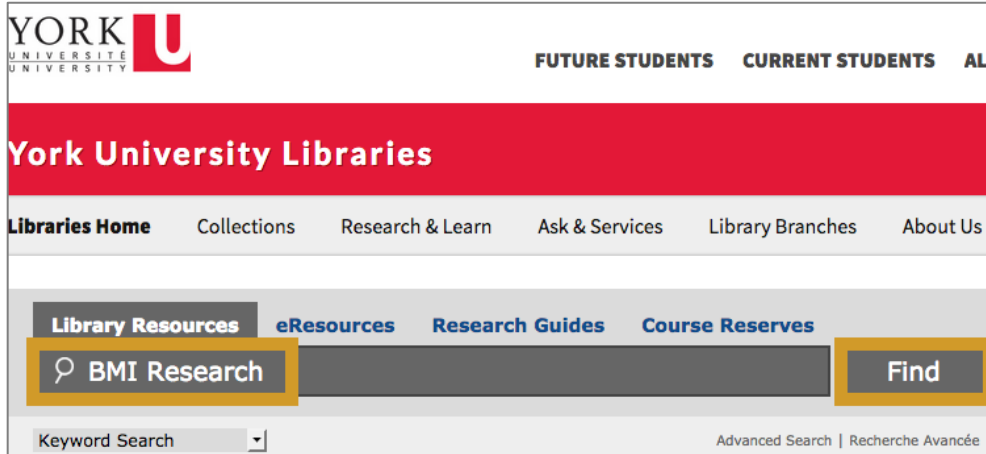 YORK U
UNIVERSITÉ
UNIVERSITY
FUTURE STUDENTS CURRENT STUDENTS AL
York University Libraries
Libraries Home Collections Research & Learn Ask & Services Library Branches About Us
Library Resources eResources Research Guides Course Reserves
BMI Research Find
Keyword Search Advanced Search | Recherche Avancée